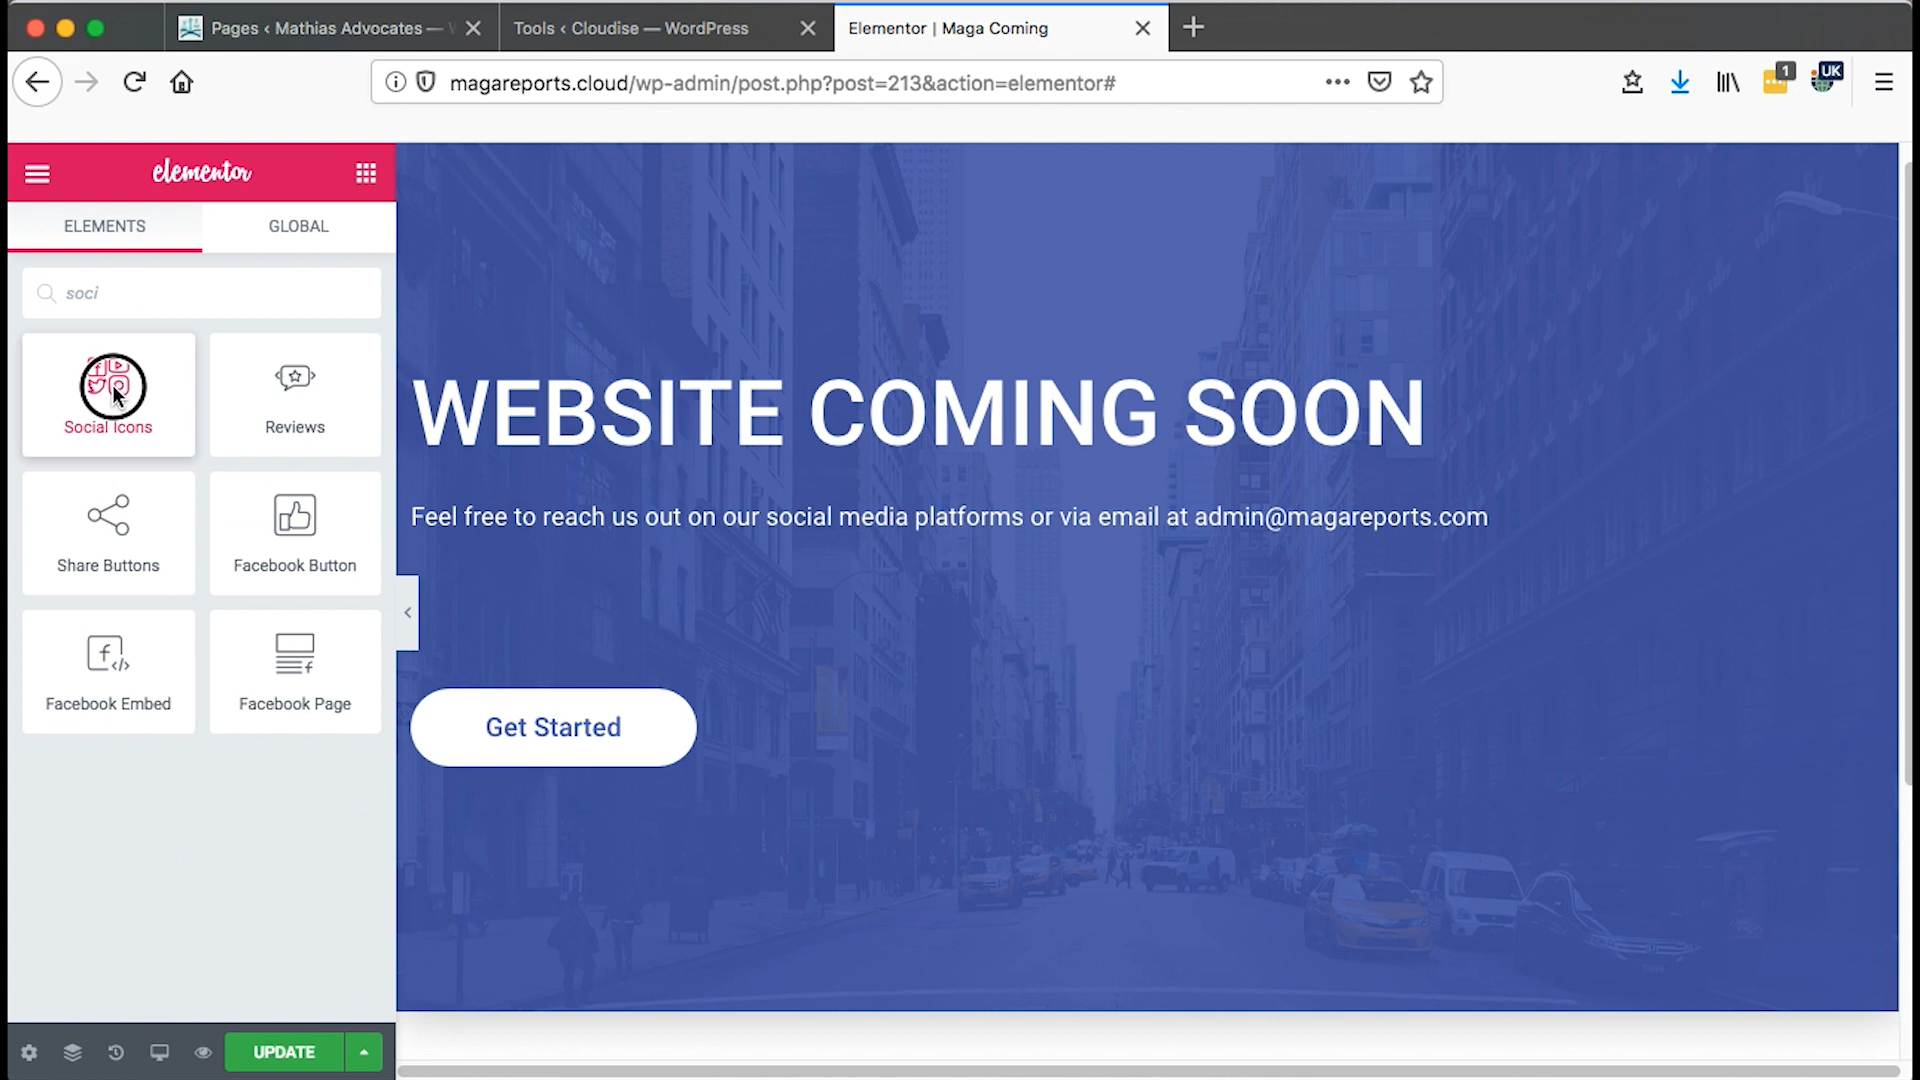 Pages ‹ Mathias Advocates —
Tools ‹ Cloudise — WordPress
Elementor | Maga Coming
magareports.cloud/wp-admin/post.php?post=213&action=elementor#
1
UK
elementor
ELEMENTS
GLOBAL
soci
Social Icons
Reviews
Share Buttons
Facebook Button
Facebook Embed
Facebook Page
UPDATE
WEBSITE COMING SOON
Feel free to reach us out on our social media platforms or via email at admin@magareports.com
Get Started